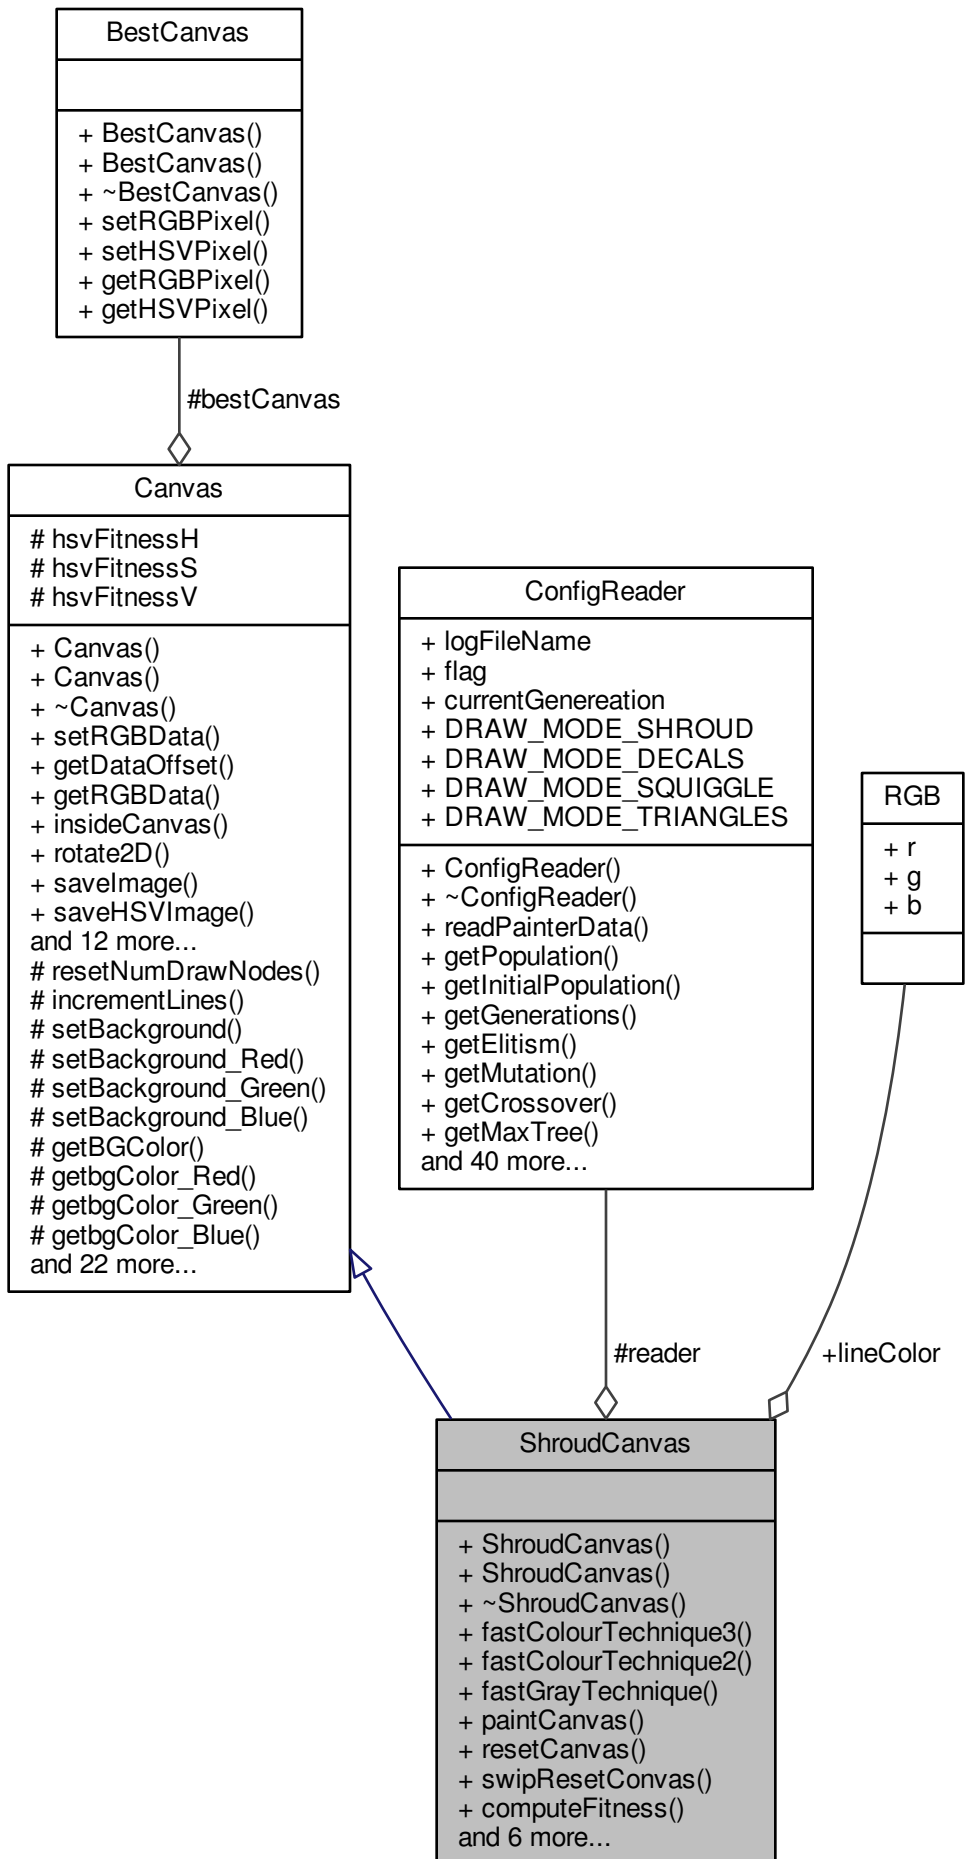 BestCanvas
+ BestCanvas()
+ BestCanvas()
+ ~BestCanvas()
+ setRGBPixel()
+ setHSVPixel()
+ getRGBPixel()
+ getHSVPixel()
#bestCanvas
Canvas
# hsvFitnessH
# hsvFitnessS
# hsvFitnessV
+ Canvas()
+ Canvas()
+ ~Canvas()
+ setRGBData()
+ getDataOffset()
+ getRGBData()
+ insideCanvas()
+ rotate2D()
+ saveImage()
+ saveHSVImage()
and 12 more...
# resetNumDrawNodes()
# incrementLines()
# setBackground()
# setBackground_Red()
# setBackground_Green()
# setBackground_Blue()
# getBGColor()
# getbgColor_Red()
# getbgColor_Green()
# getbgColor_Blue()
and 22 more...
ConfigReader
+ logFileName
+ flag
+ currentGenereation
+ DRAW_MODE_SHROUD
+ DRAW_MODE_DECALS
+ DRAW_MODE_SQUIGGLE
+ DRAW_MODE_TRIANGLES
+ ConfigReader()
+ ~ConfigReader()
+ readPainterData()
+ getPopulation()
+ getInitialPopulation()
+ getGenerations()
+ getElitism()
+ getMutation()
+ getCrossover()
+ getMaxTree()
and 40 more...
RGB
+ r
+ g
+ b
#reader
+lineColor
ShroudCanvas
+ ShroudCanvas()
+ ShroudCanvas()
+ ~ShroudCanvas()
+ fastColourTechnique3()
+ fastColourTechnique2()
+ fastGrayTechnique()
+ paintCanvas()
+ resetCanvas()
+ swipResetConvas()
+ computeFitness()
and 6 more...